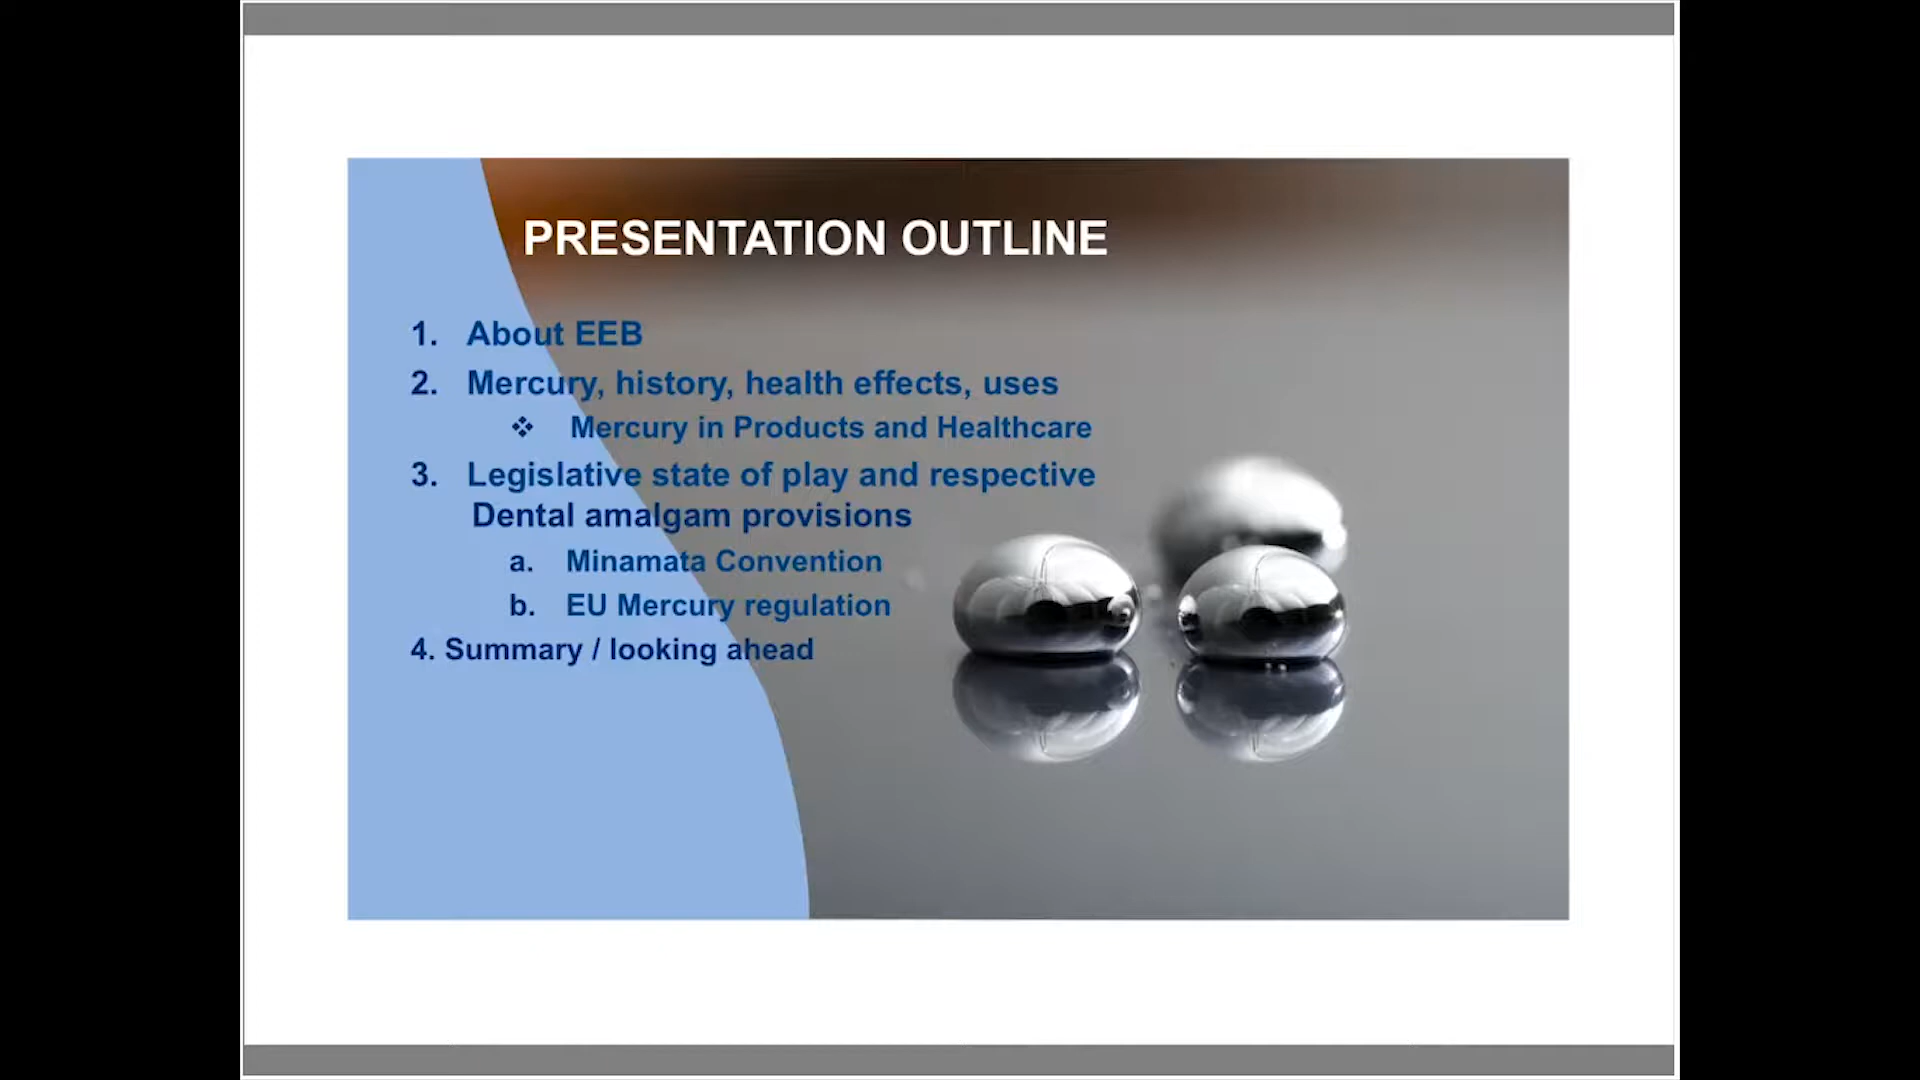 PRESENTATION OUTLINE
1. About EEB
2. Mercury, history, health effects, uses
❖ Mercury in Products and Healthcare
3. Legislative state of play and respective
Dental amalgam provisions
a. Minamata Convention
b. EU Mercury regulation
4. Summary / looking ahead